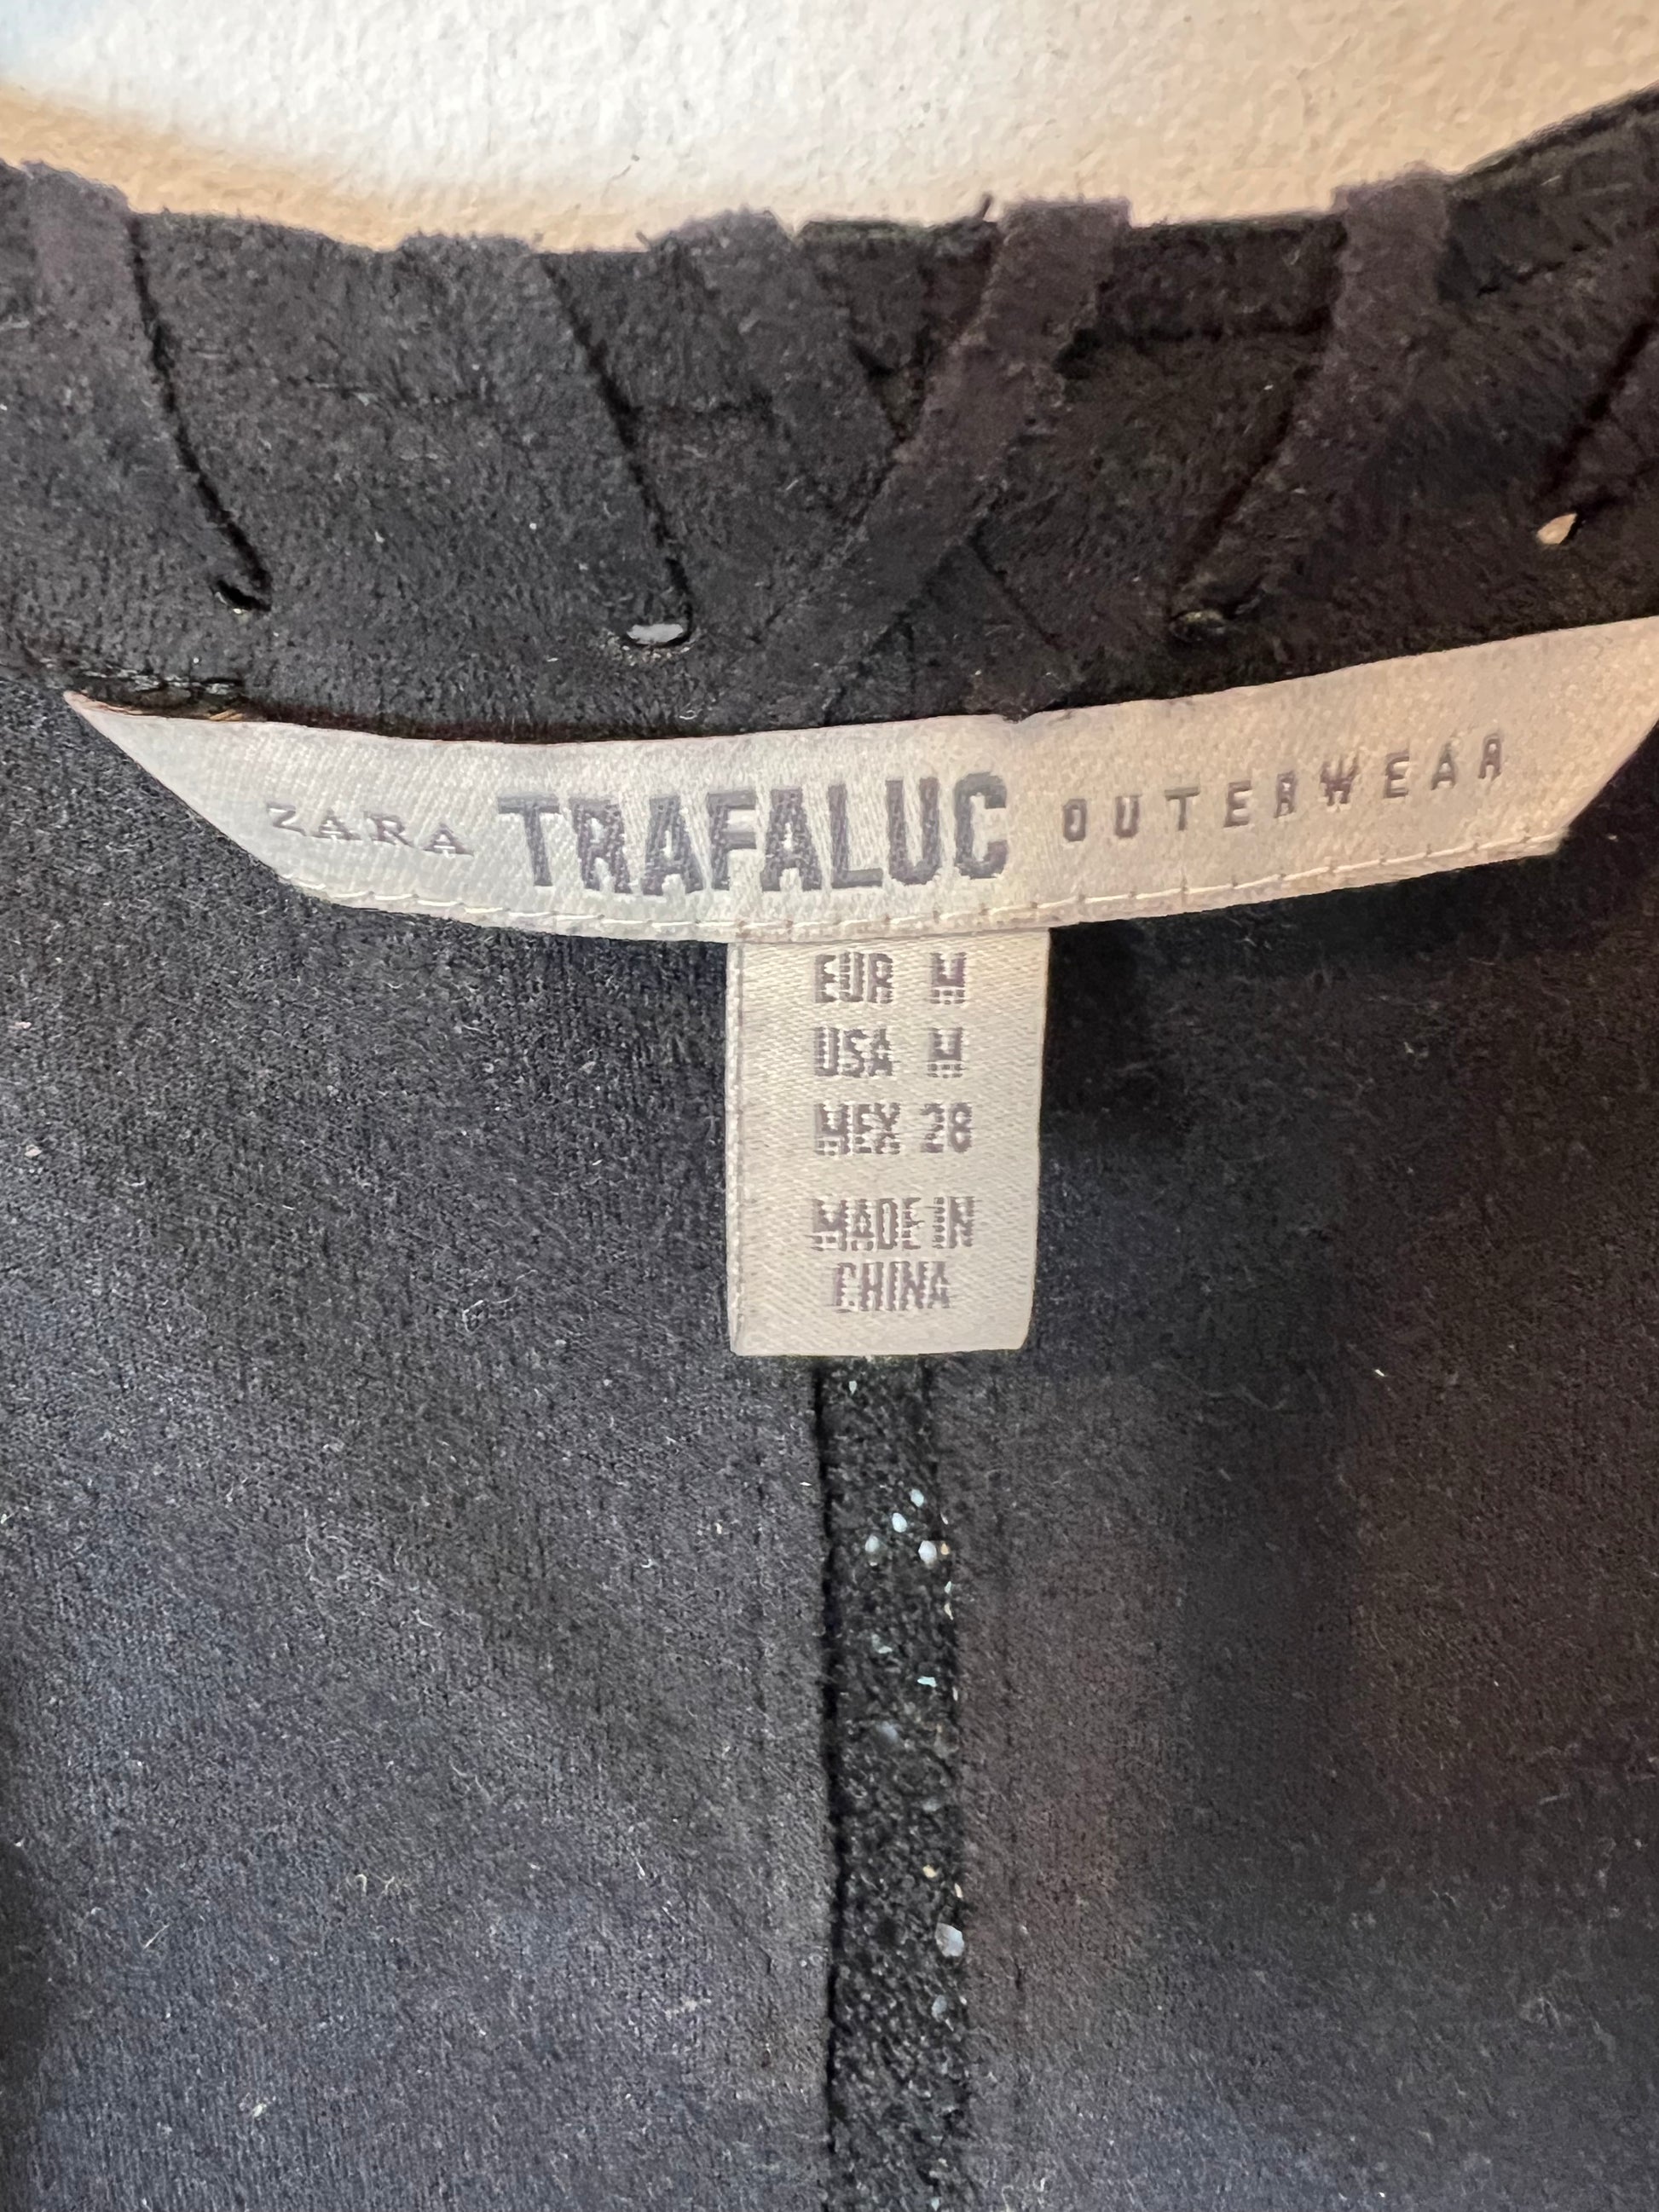 ZARA TRAFALUC OUTERWEAR
EUR M
USA M
MEX 28
MADE IN
CHINA